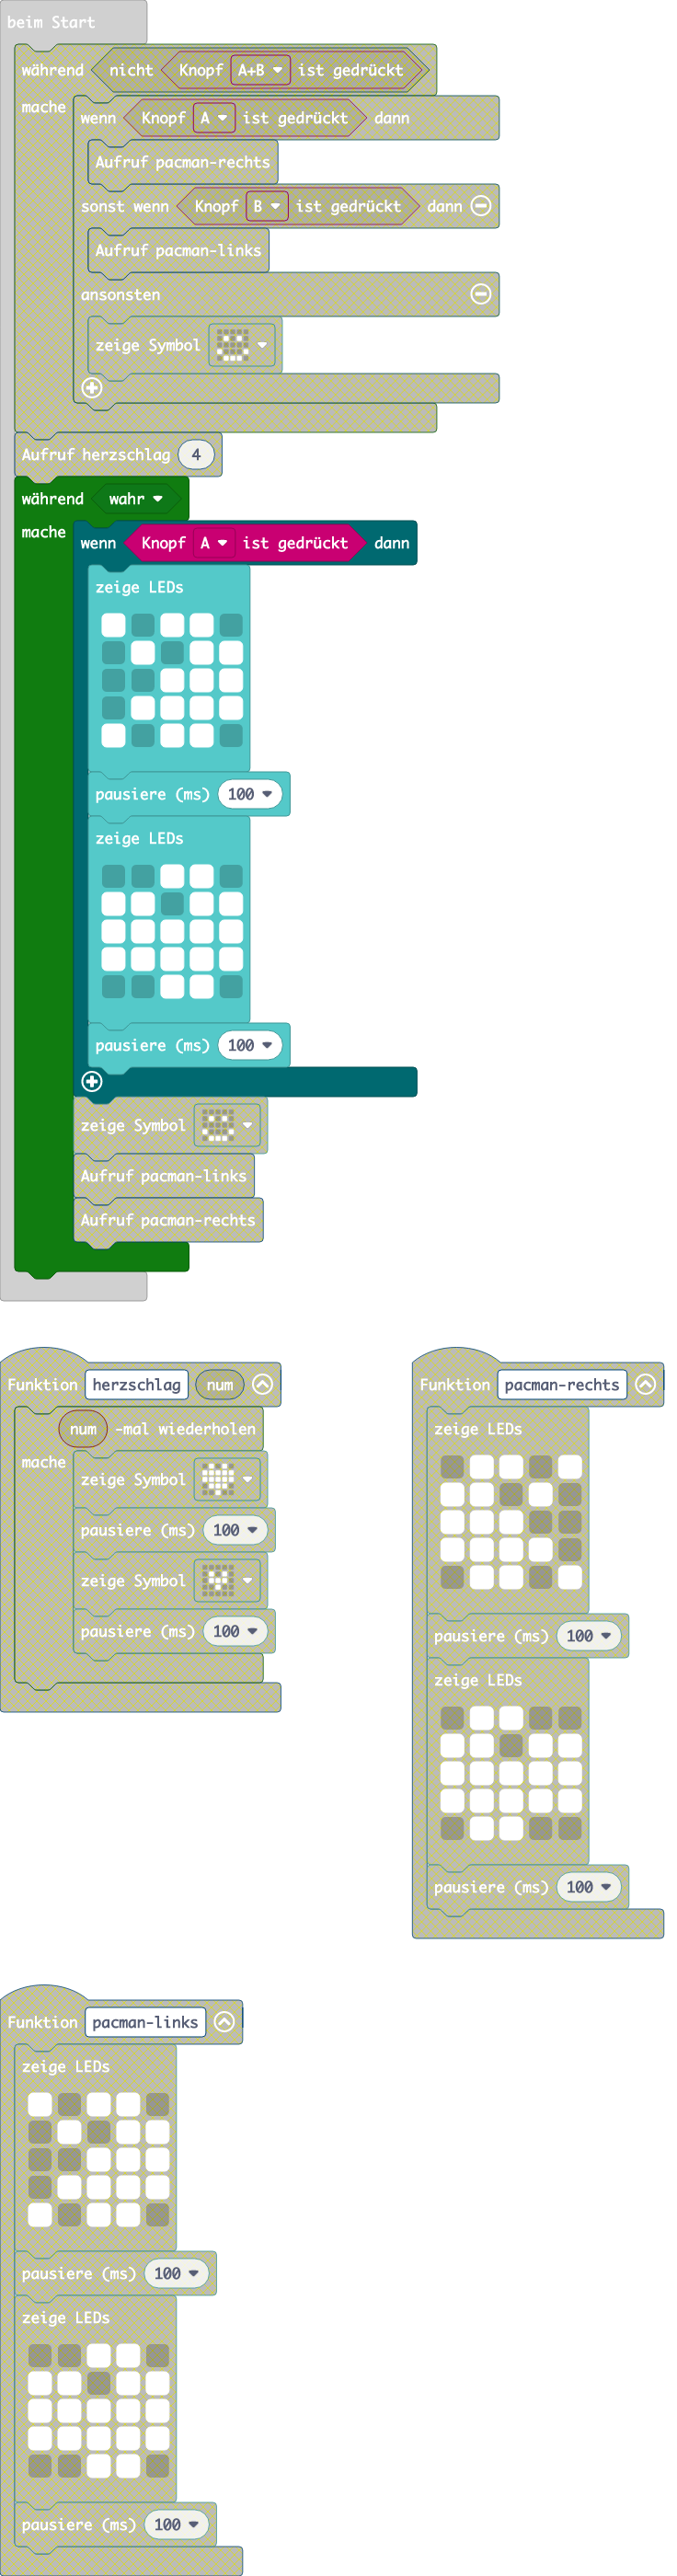 beim Start
während nicht Knopf A+B ist gedrückt
mache
wenn Knopf A ist gedrückt dann
Aufruf pacman-rechts
sonst wenn Knopf B ist gedrückt dann
Aufruf pacman-links
ansonsten
zeige Symbol
Aufruf herzschlag 4
während wahr
mache
wenn Knopf A ist gedrückt dann
zeige LEDs
pausiere (ms) 100
zeige LEDs
pausiere (ms) 100
zeige Symbol
Aufruf pacman-links
Aufruf pacman-rechts
Funktion herzschlag num
num -mal wiederholen
mache
zeige Symbol
pausiere (ms) 100
zeige Symbol
pausiere (ms) 100
Funktion pacman-rechts
zeige LEDs
pausiere (ms) 100
zeige LEDs
pausiere (ms) 100
Funktion pacman-links
zeige LEDs
pausiere (ms) 100
zeige LEDs
pausiere (ms) 100